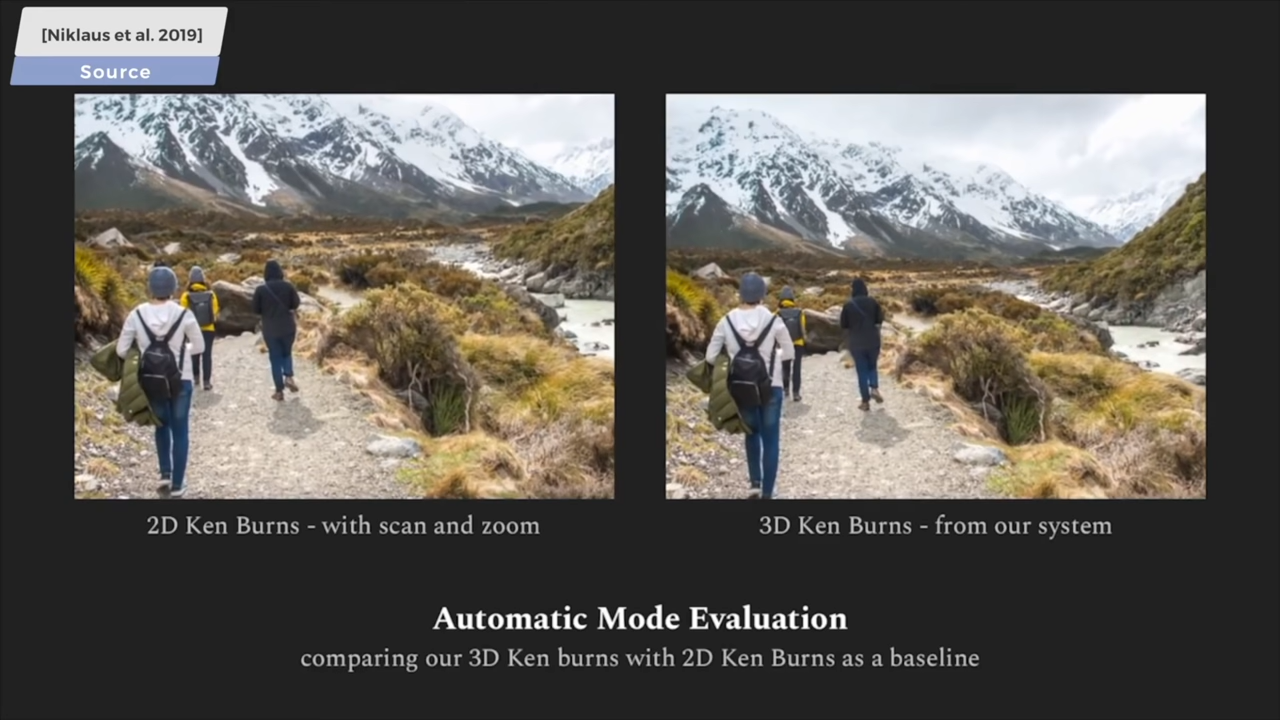 [Niklaus et al. 2019]
Source
2D Ken Burns - with scan and zoom
3D Ken Burns - from our system
Automatic Mode Evaluation
comparing our 3D Ken burns with 2D Ken Burns as a baseline